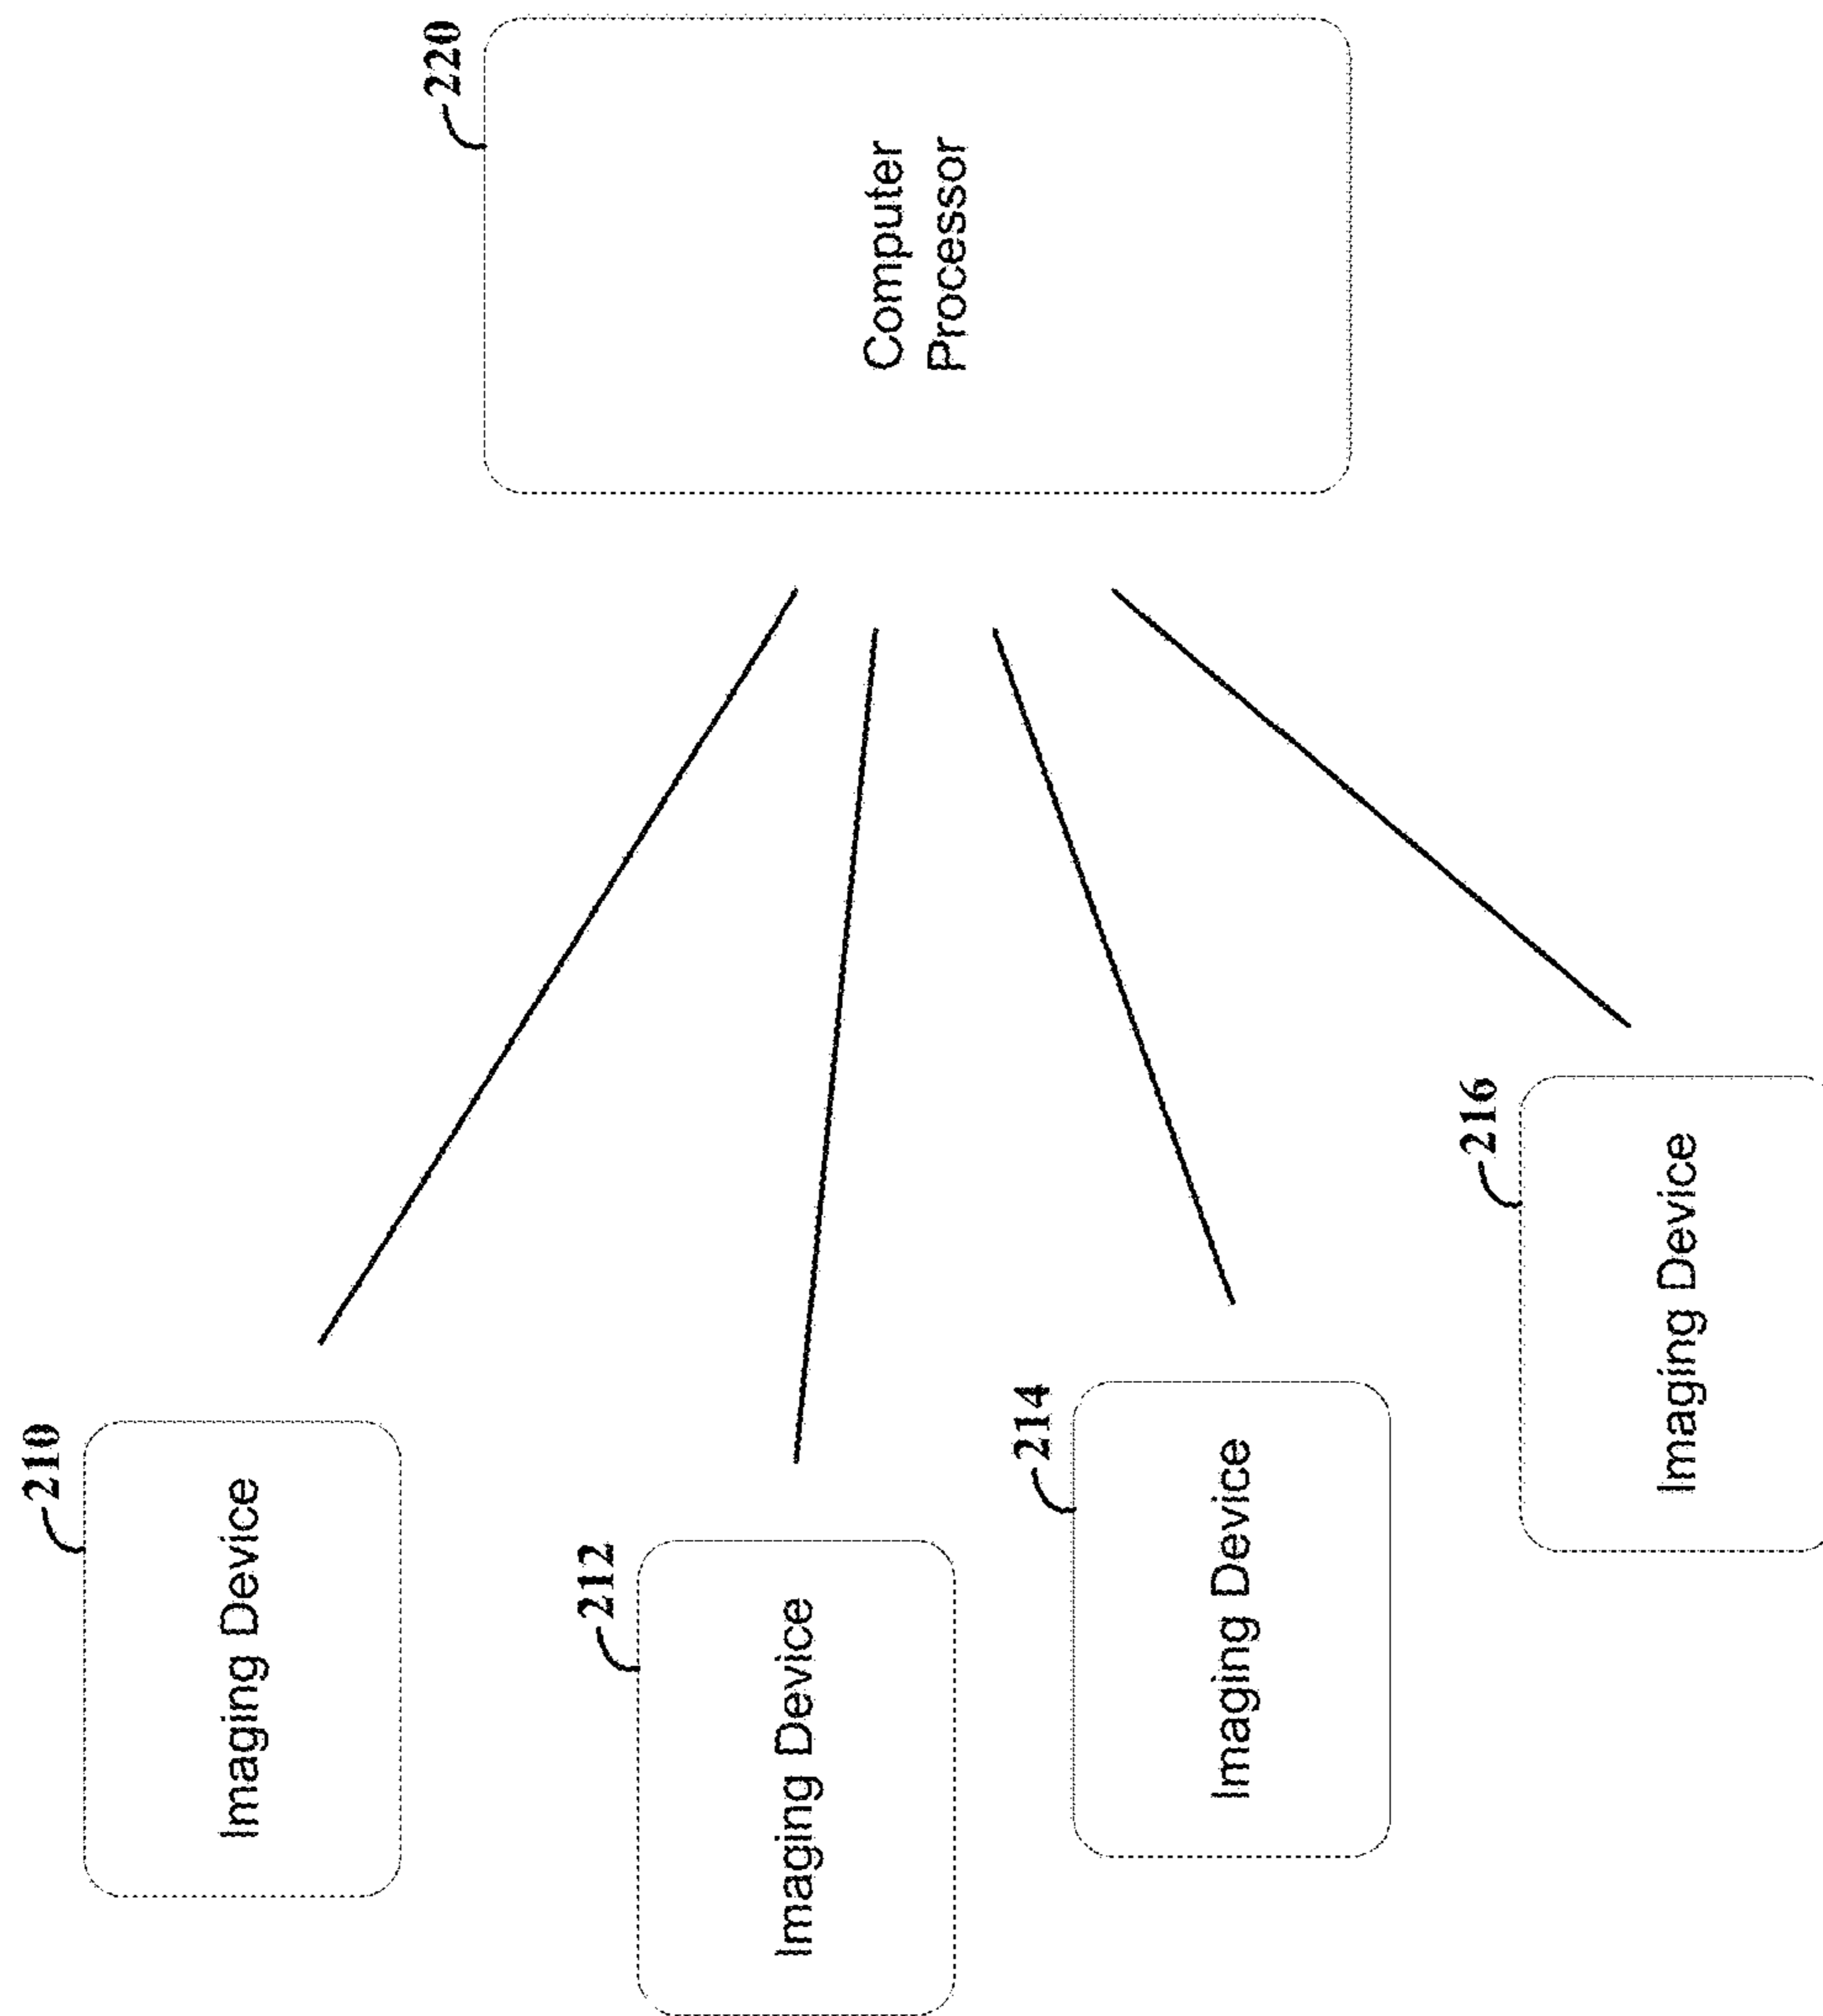 210
Imaging Device
212
Imaging Device
214
Imaging Device
216
Imaging Device
220
Computer
Processor